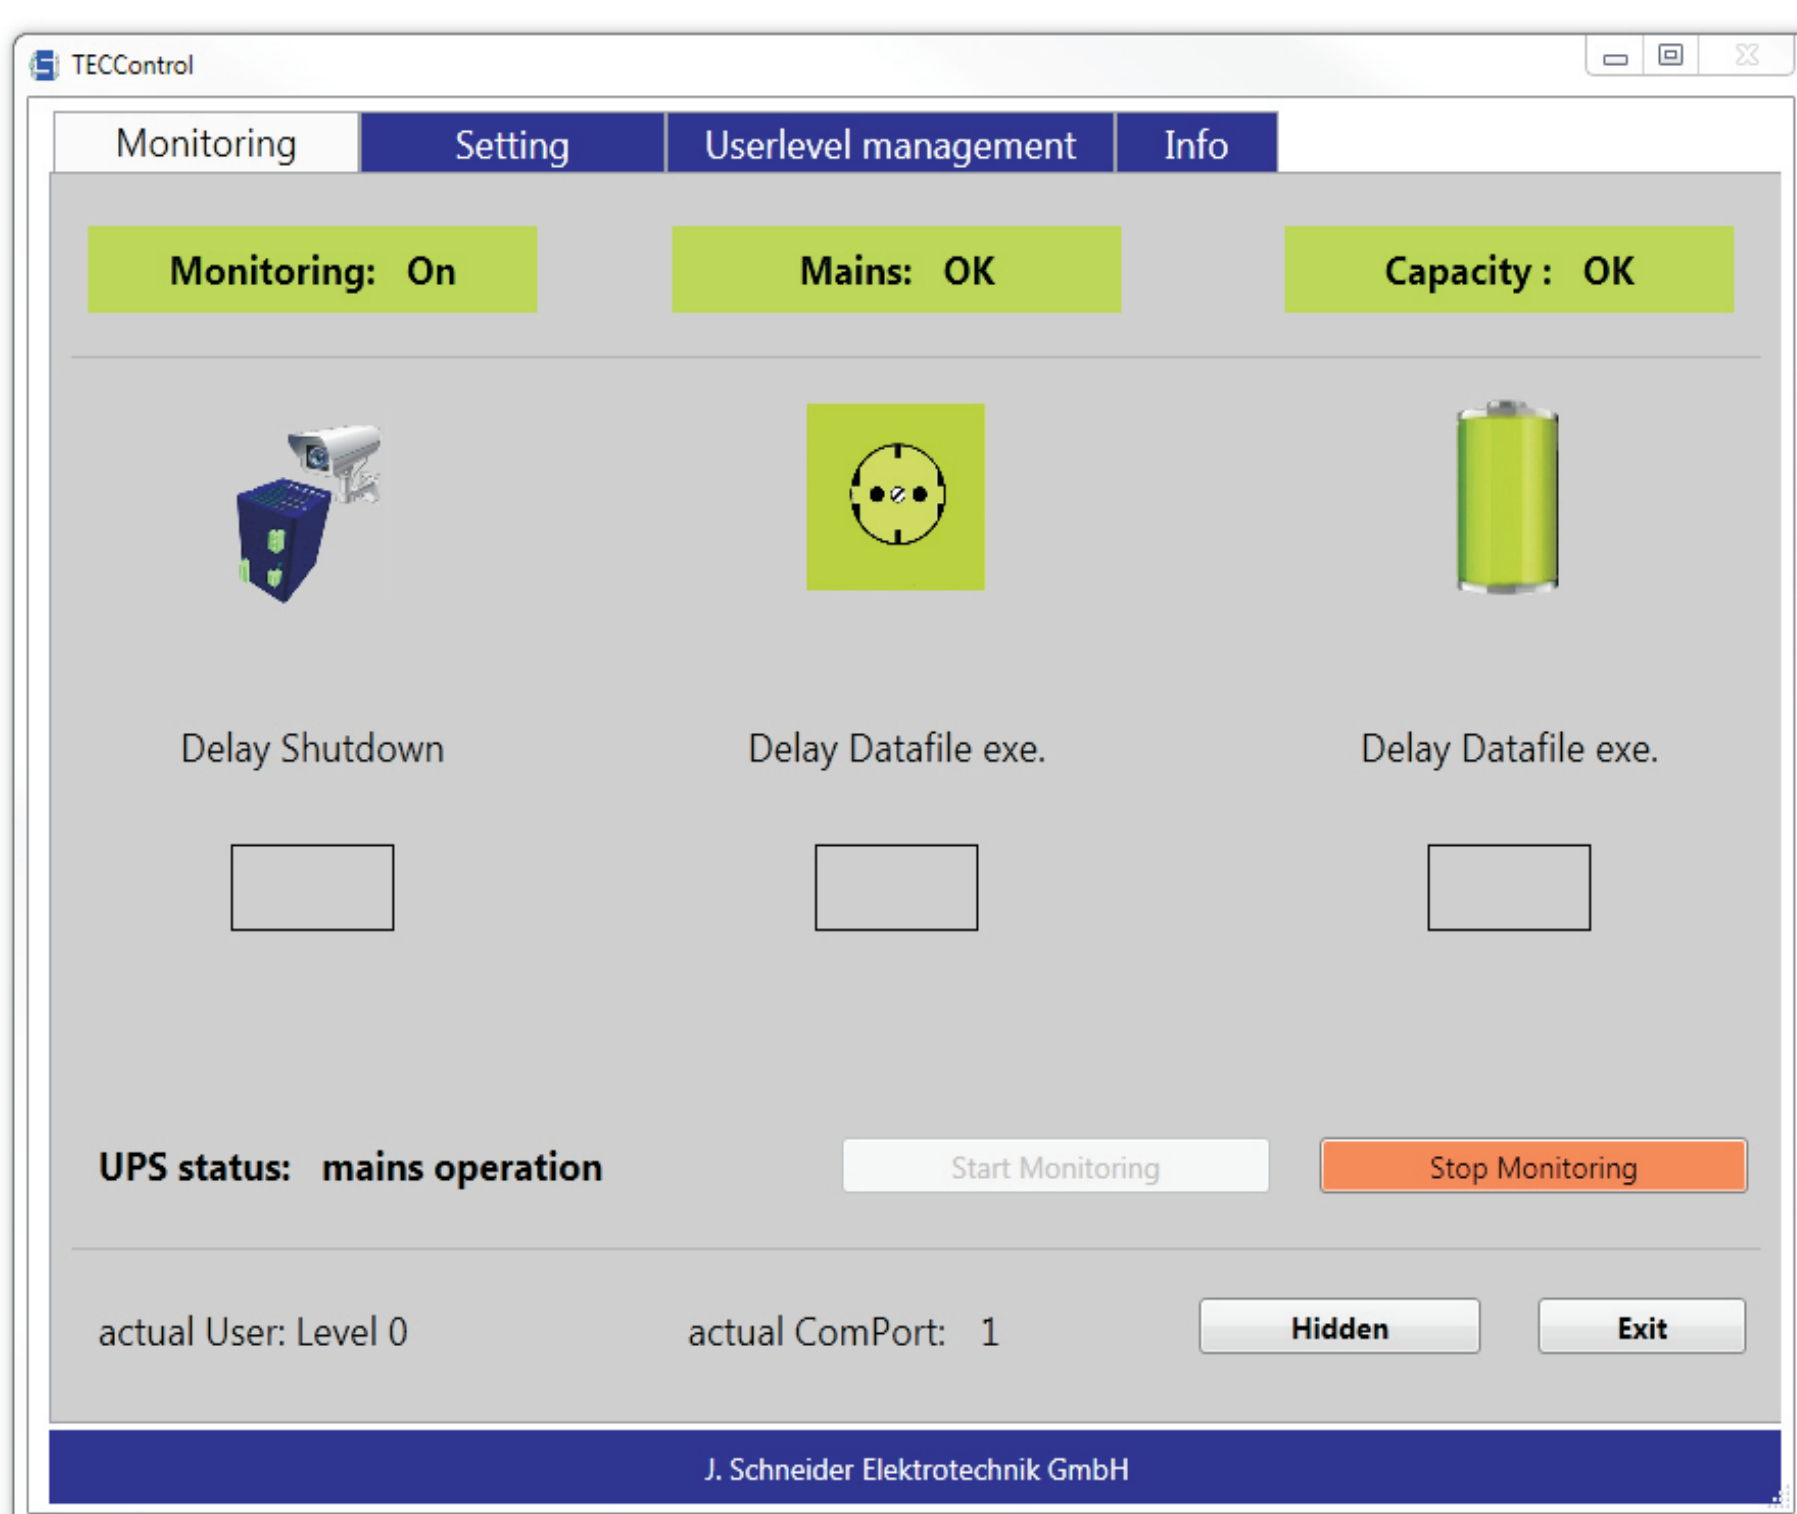 TECControl
Monitoring Setting Userlevel management Info
Monitoring: On Mains: OK Capacity : OK
Delay Shutdown Delay Datafile exe. Delay Datafile exe.
UPS status: mains operation Start Monitoring Stop Monitoring
actual User: Level 0 actual ComPort: 1 Hidden Exit
J. Schneider Elektrotechnik GmbH